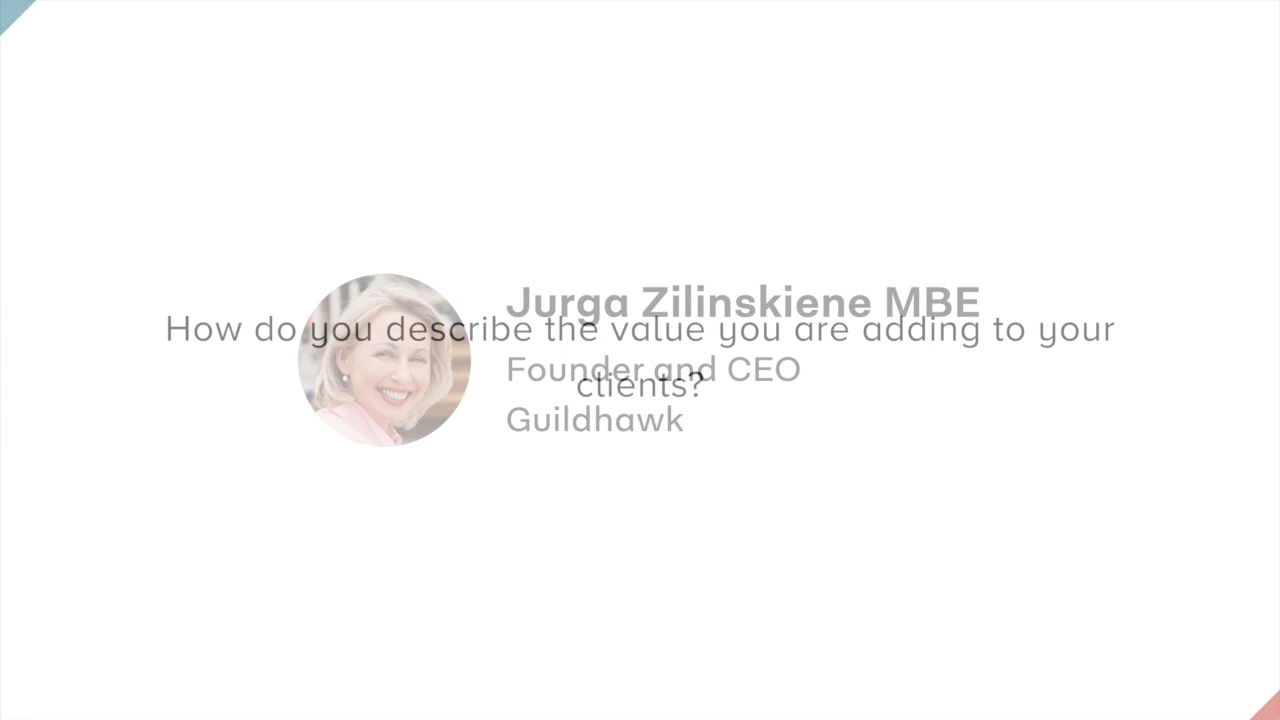 Jurga Zilinskiene MBE
How do you describe the value you are adding to your
Founder and CEO
clients?
Guildhawk